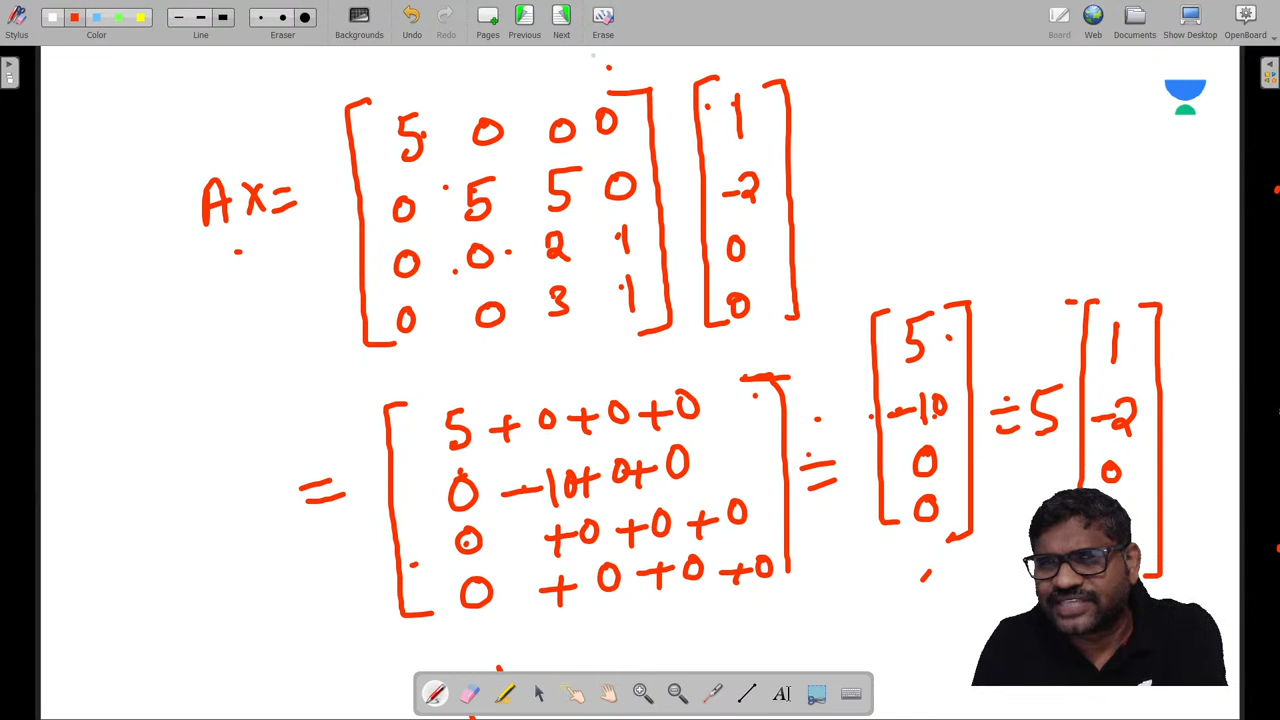 Stylus Color Line Eraser Backgrounds Undo Redo Pages Previous Next Erase Board Web Documents Show Desktop OpenBoard
AX = [ 5 0 0 0 ] [ 1 ]
[ 0 5 5 0 ] [ -2 ]
[ 0 0 2 1 ] [ 0 ]
[ 0 0 3 1 ] [ 0 ]
= [ 5 + 0 + 0 + 0 ] = [ 5 ] = 5 [ 1 ]
[ 0 -10 + 0 + 0 ] [ -10 ] [ -2 ]
[ 0 + 0 + 0 + 0 ] [ 0 ] [ 0 ]
[ 0 + 0 + 0 + 0 ] [ 0 ]